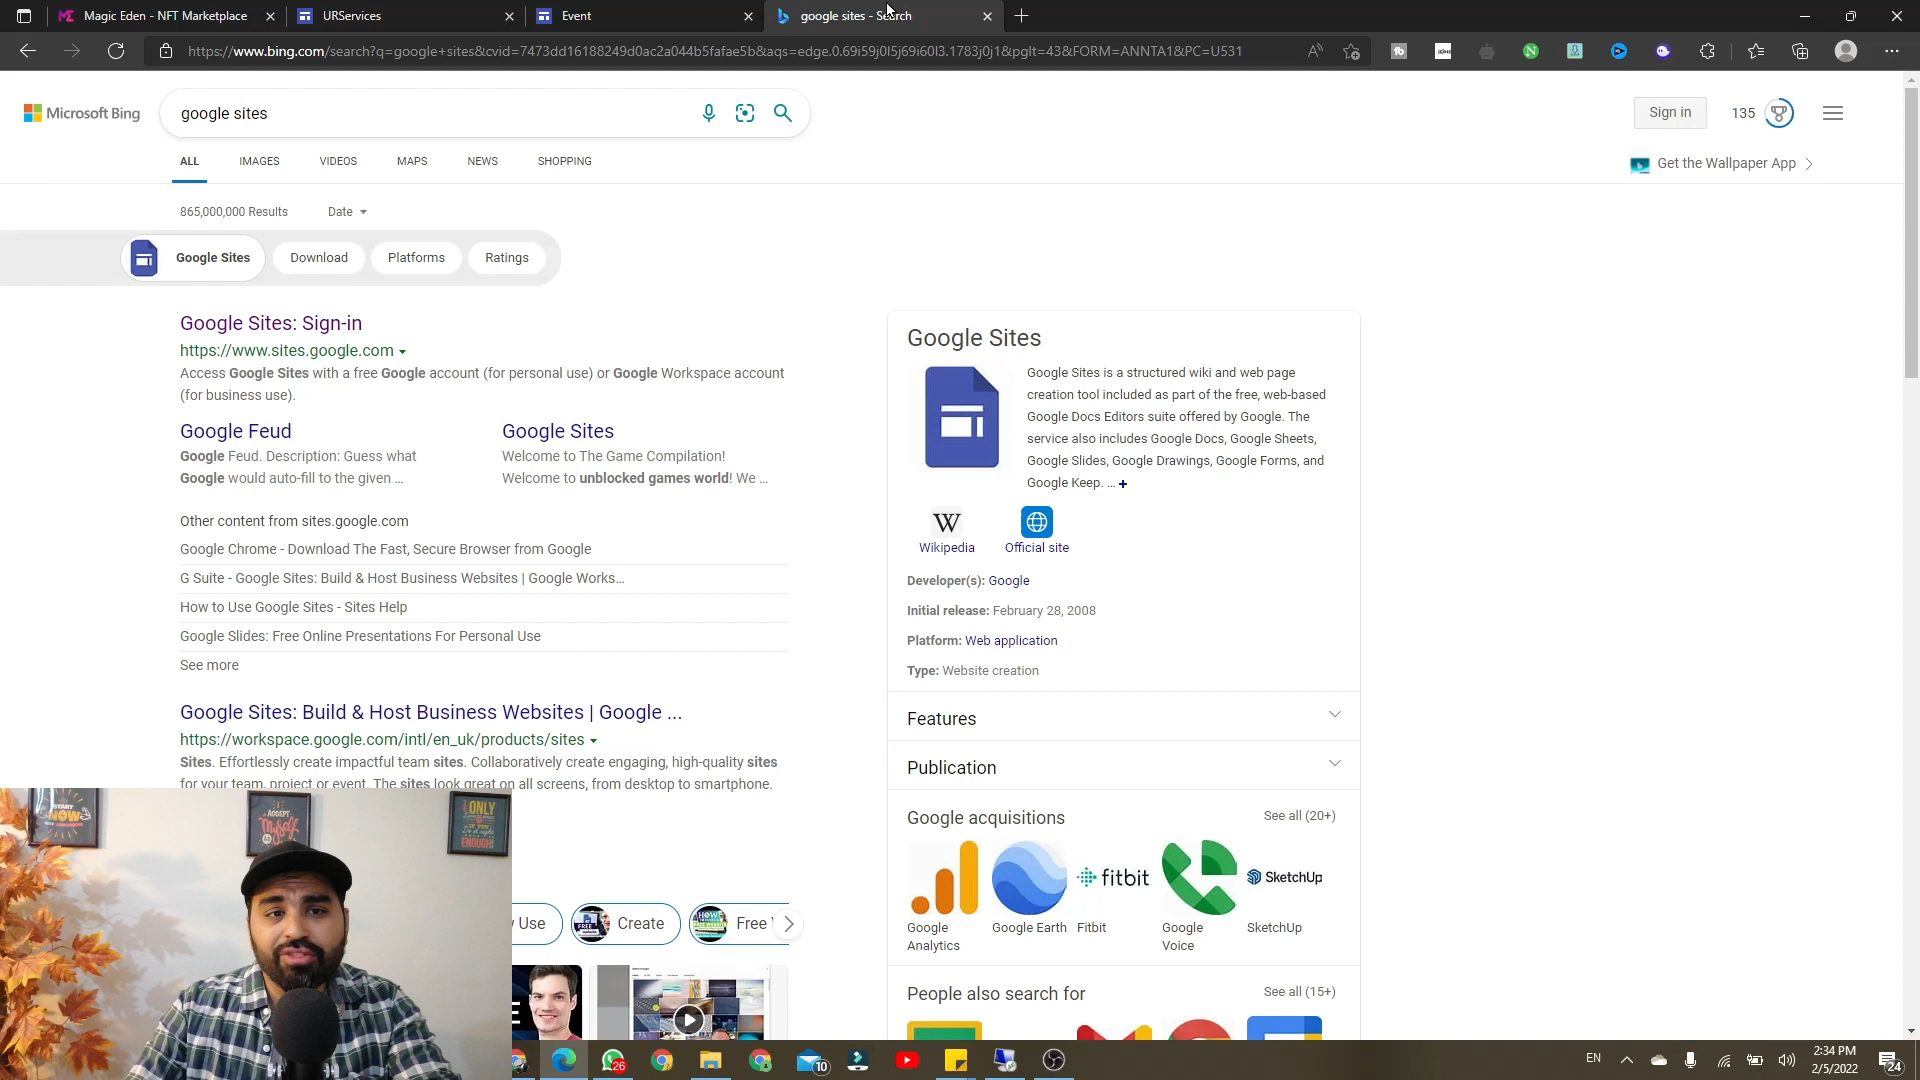 Magic Eden - NFT Marketplace
URServices
Event
google sites - Search
https://www.bing.com/search?q=google+sites&cvid=7473dd16188249d0ac2a044b5fafae5b&aqs=edge.0.69i59j0l5j69i60l3.1783j0j1&pglt=43&FORM=ANNTA1&PC=U531
Microsoft Bing
google sites
Sign in
135
ALL
IMAGES
VIDEOS
MAPS
NEWS
SHOPPING
Get the Wallpaper App
865,000,000 Results
Date
Google Sites
Download
Platforms
Ratings
Google Sites: Sign-in
https://www.sites.google.com
Access Google Sites with a free Google account (for personal use) or Google Workspace account
(for business use).
Google Feud
Google Feud. Description: Guess what
Google would auto-fill to the given ...
Google Sites
Welcome to The Game Compilation!
Welcome to unblocked games world! We ...
Other content from sites.google.com
Google Chrome - Download The Fast, Secure Browser from Google
G Suite - Google Sites: Build & Host Business Websites | Google Works...
How to Use Google Sites - Sites Help
Google Slides: Free Online Presentations For Personal Use
See more
Google Sites: Build & Host Business Websites | Google ...
https://workspace.google.com/intl/en_uk/products/sites
Sites. Effortlessly create impactful team sites. Collaboratively create engaging, high-quality sites
for your team, project or event. The sites look great on all screens, from desktop to smartphone.
Use
Create
Free
Google Sites
Google Sites is a structured wiki and web page
creation tool included as part of the free, web-based
Google Docs Editors suite offered by Google. The
service also includes Google Docs, Google Sheets,
Google Slides, Google Drawings, Google Forms, and
Google Keep. ... +
W
Wikipedia
Official site
Developer(s): Google
Initial release: February 28, 2008
Platform: Web application
Type: Website creation
Features
Publication
Google acquisitions
See all (20+)
fitbit
SketchUp
Google
Analytics
Google Earth
Fitbit
Google
Voice
SketchUp
People also search for
See all (15+)
START
NOW
ACCEPT
Myself
ONLY
ENOUGH!
26
10
EN
2:34 PM
2/5/2022
24